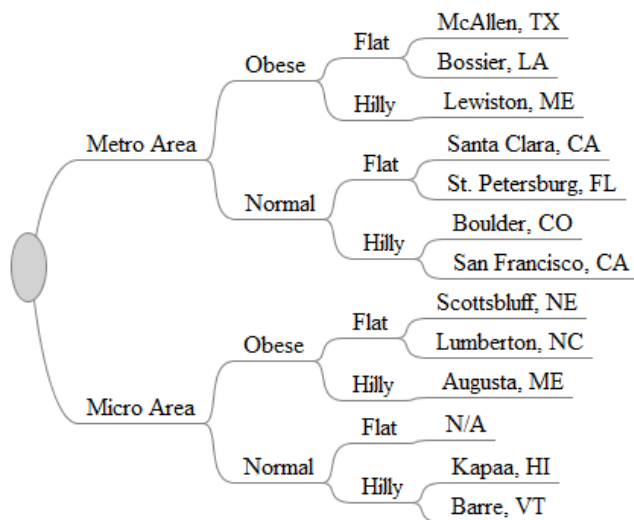 McAllen, TX
Flat
Bossier, LA
Obese
Hilly
Lewiston, ME
Metro Area
Santa Clara, CA
Flat
St. Petersburg, FL
Normal
Boulder, CO
Hilly
San Francisco, CA
Scottsbluff, NE
Flat
Lumberton, NC
Obese
Hilly
Augusta, ME
Micro Area
Flat
N/A
Normal
Kapaa, HI
Hilly
Barre, VT